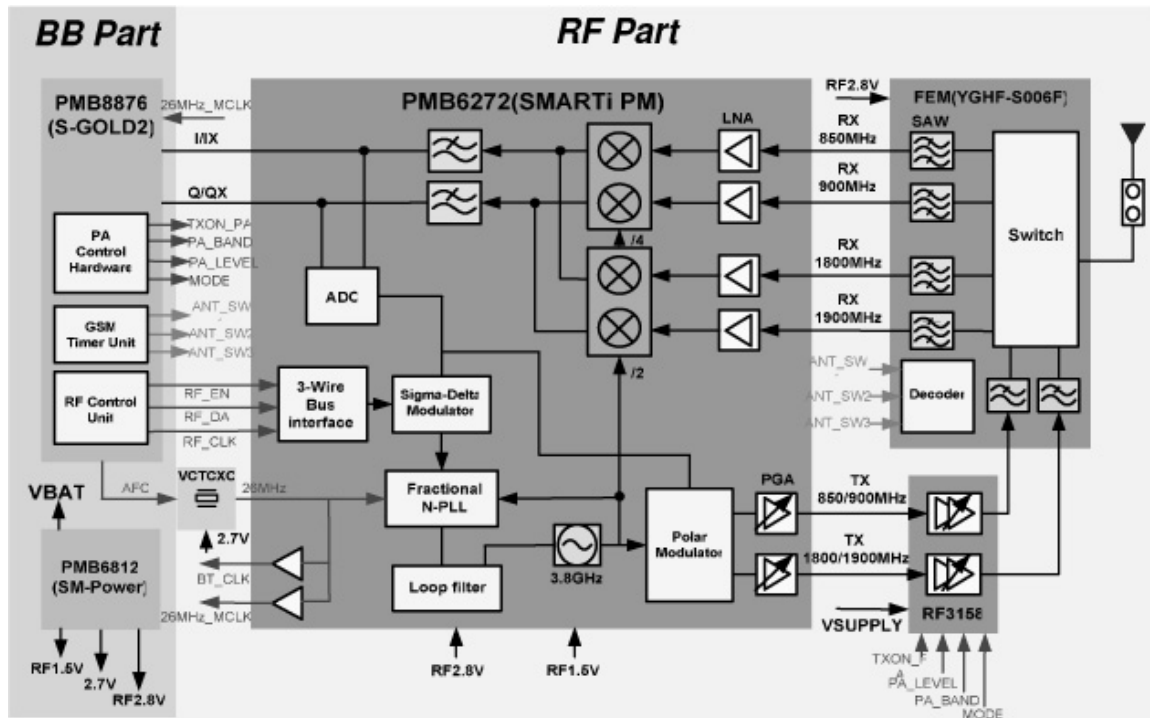 BB Part
RF Part
PMB8876
(S-GOLD2)
26MHz_MCLK
PMB6272(SMARTi PM)
RF2.8V
FEM(YGHF-S006F)
I/IX
LNA
RX
850MHz
SAW
Q/QX
RX
900MHz
PA
Control
Hardware
TXON_PA
PA_BAND
PA_LEVEL
MODE
/4
Switch
ADC
RX
1800MHz
GSM
Timer Unit
ANT_SW
ANT_SW2
ANT_SW3
RX
1900MHz
RF Control
Unit
RF_EN
RF_DA
RF_CLK
3-Wire
Bus
interface
Sigma-Delta
Modulator
/2
ANT_SW
ANT_SW2
ANT_SW3
Decoder
VBAT
AFC
VCTCXO
26MHz
Fractional
N-PLL
PGA
TX
850/900MHz
2.7V
Polar
Modulator
PMB6812
(SM-Power)
BT_CLK
Loop filter
3.8GHz
TX
1800/1900MHz
26MHz_MCLK
VSUPPLY
RF3158
RF1.5V
2.7V
RF2.8V
RF2.8V
RF1.5V
TXON_F
A
PA_LEVEL
PA_BAND
MODE